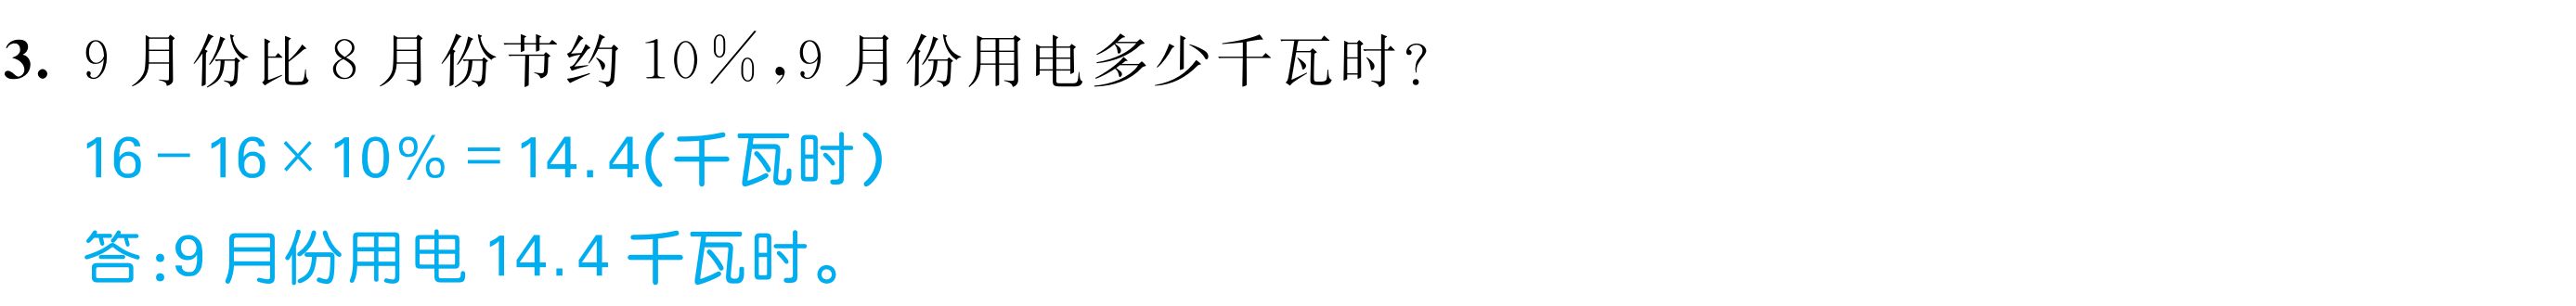 3. 9 月份比 8 月份节约 10%,9 月份用电多少千瓦时?
16-16×10%=14.4(千瓦时)
答:9 月份用电 14.4 千瓦时。